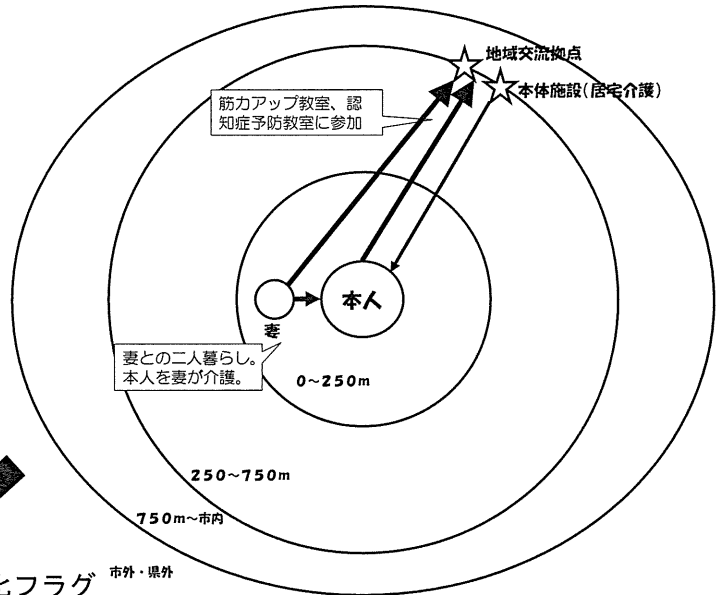 地域交流拠点
本体施設(居宅介護)
筋力アップ教室、認
知症予防教室に参加
本人
妻
妻との二人暮らし。
本人を妻が介護。
0~250m
250~750m
750m~市内
市外・県外
フラグ